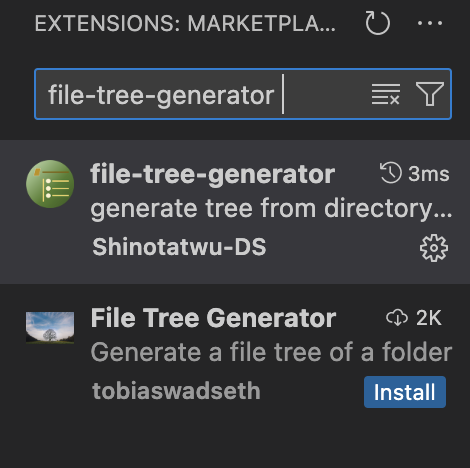 EXTENSIONS: MARKETPLA...
file-tree-generator
file-tree-generator 3ms
generate tree from directory...
Shinotatwu-DS
File Tree Generator 2K
Generate a file tree of a folder
tobiaswadseth Install